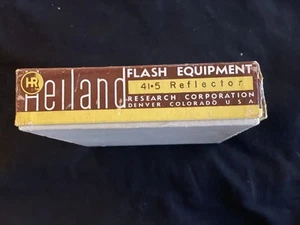 HR
Heiland
FLASH EQUIPMENT
41•5 Reflector
RESEARCH CORPORATION
DENVER COLORADO U.S.A.